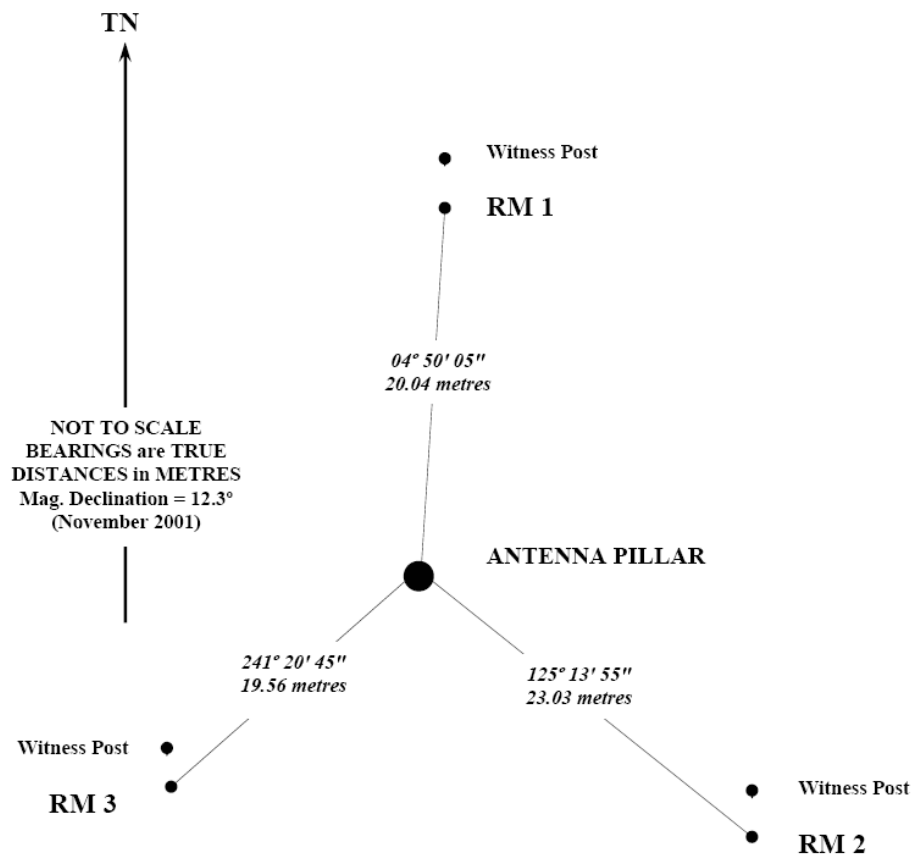 TN
Witness Post
RM 1
04° 50' 05"
20.04 metres
NOT TO SCALE
BEARINGS are TRUE
DISTANCES in METRES
Mag. Declination = 12.3°
(November 2001)
ANTENNA PILLAR
241° 20' 45"
19.56 metres
125° 13' 55"
23.03 metres
Witness Post
RM 3
Witness Post
RM 2